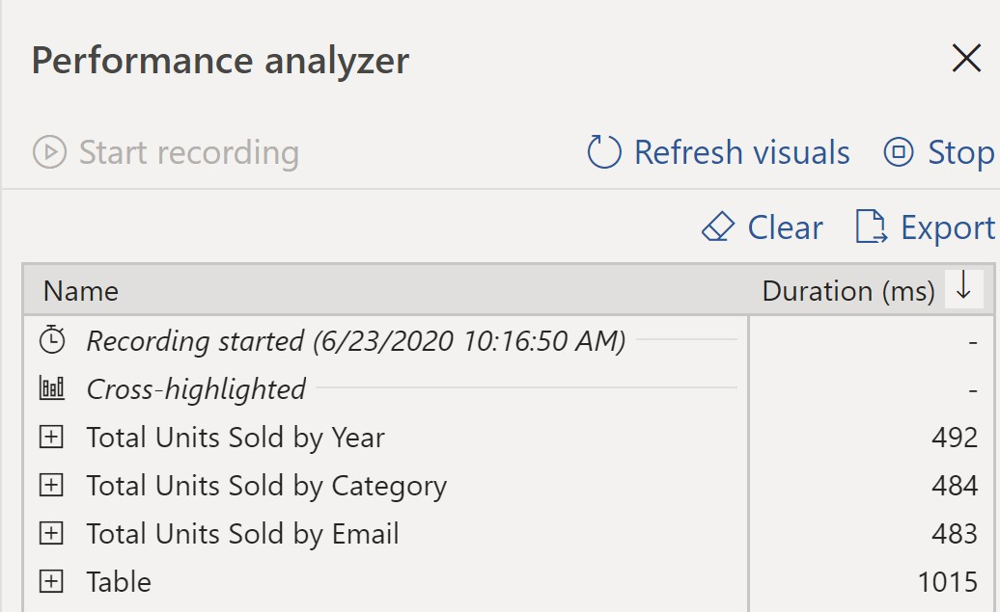 Performance analyzer
Start recording Refresh visuals Stop
Clear Export
Name Duration (ms)
Recording started (6/23/2020 10:16:50 AM) -
Cross-highlighted -
Total Units Sold by Year 492
Total Units Sold by Category 484
Total Units Sold by Email 483
Table 1015